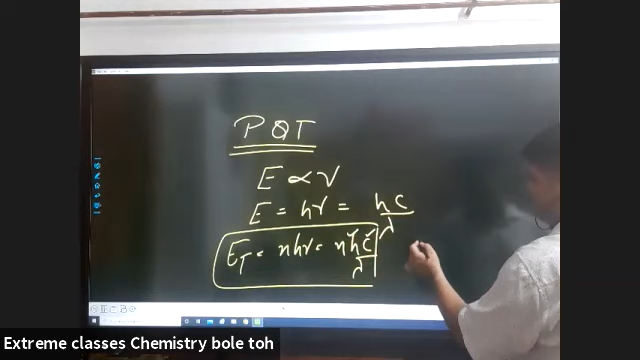 PQT
E ∝ ν
E = hν = hc/λ
E_T = nhν = nhc/λ
Extreme classes Chemistry bole toh